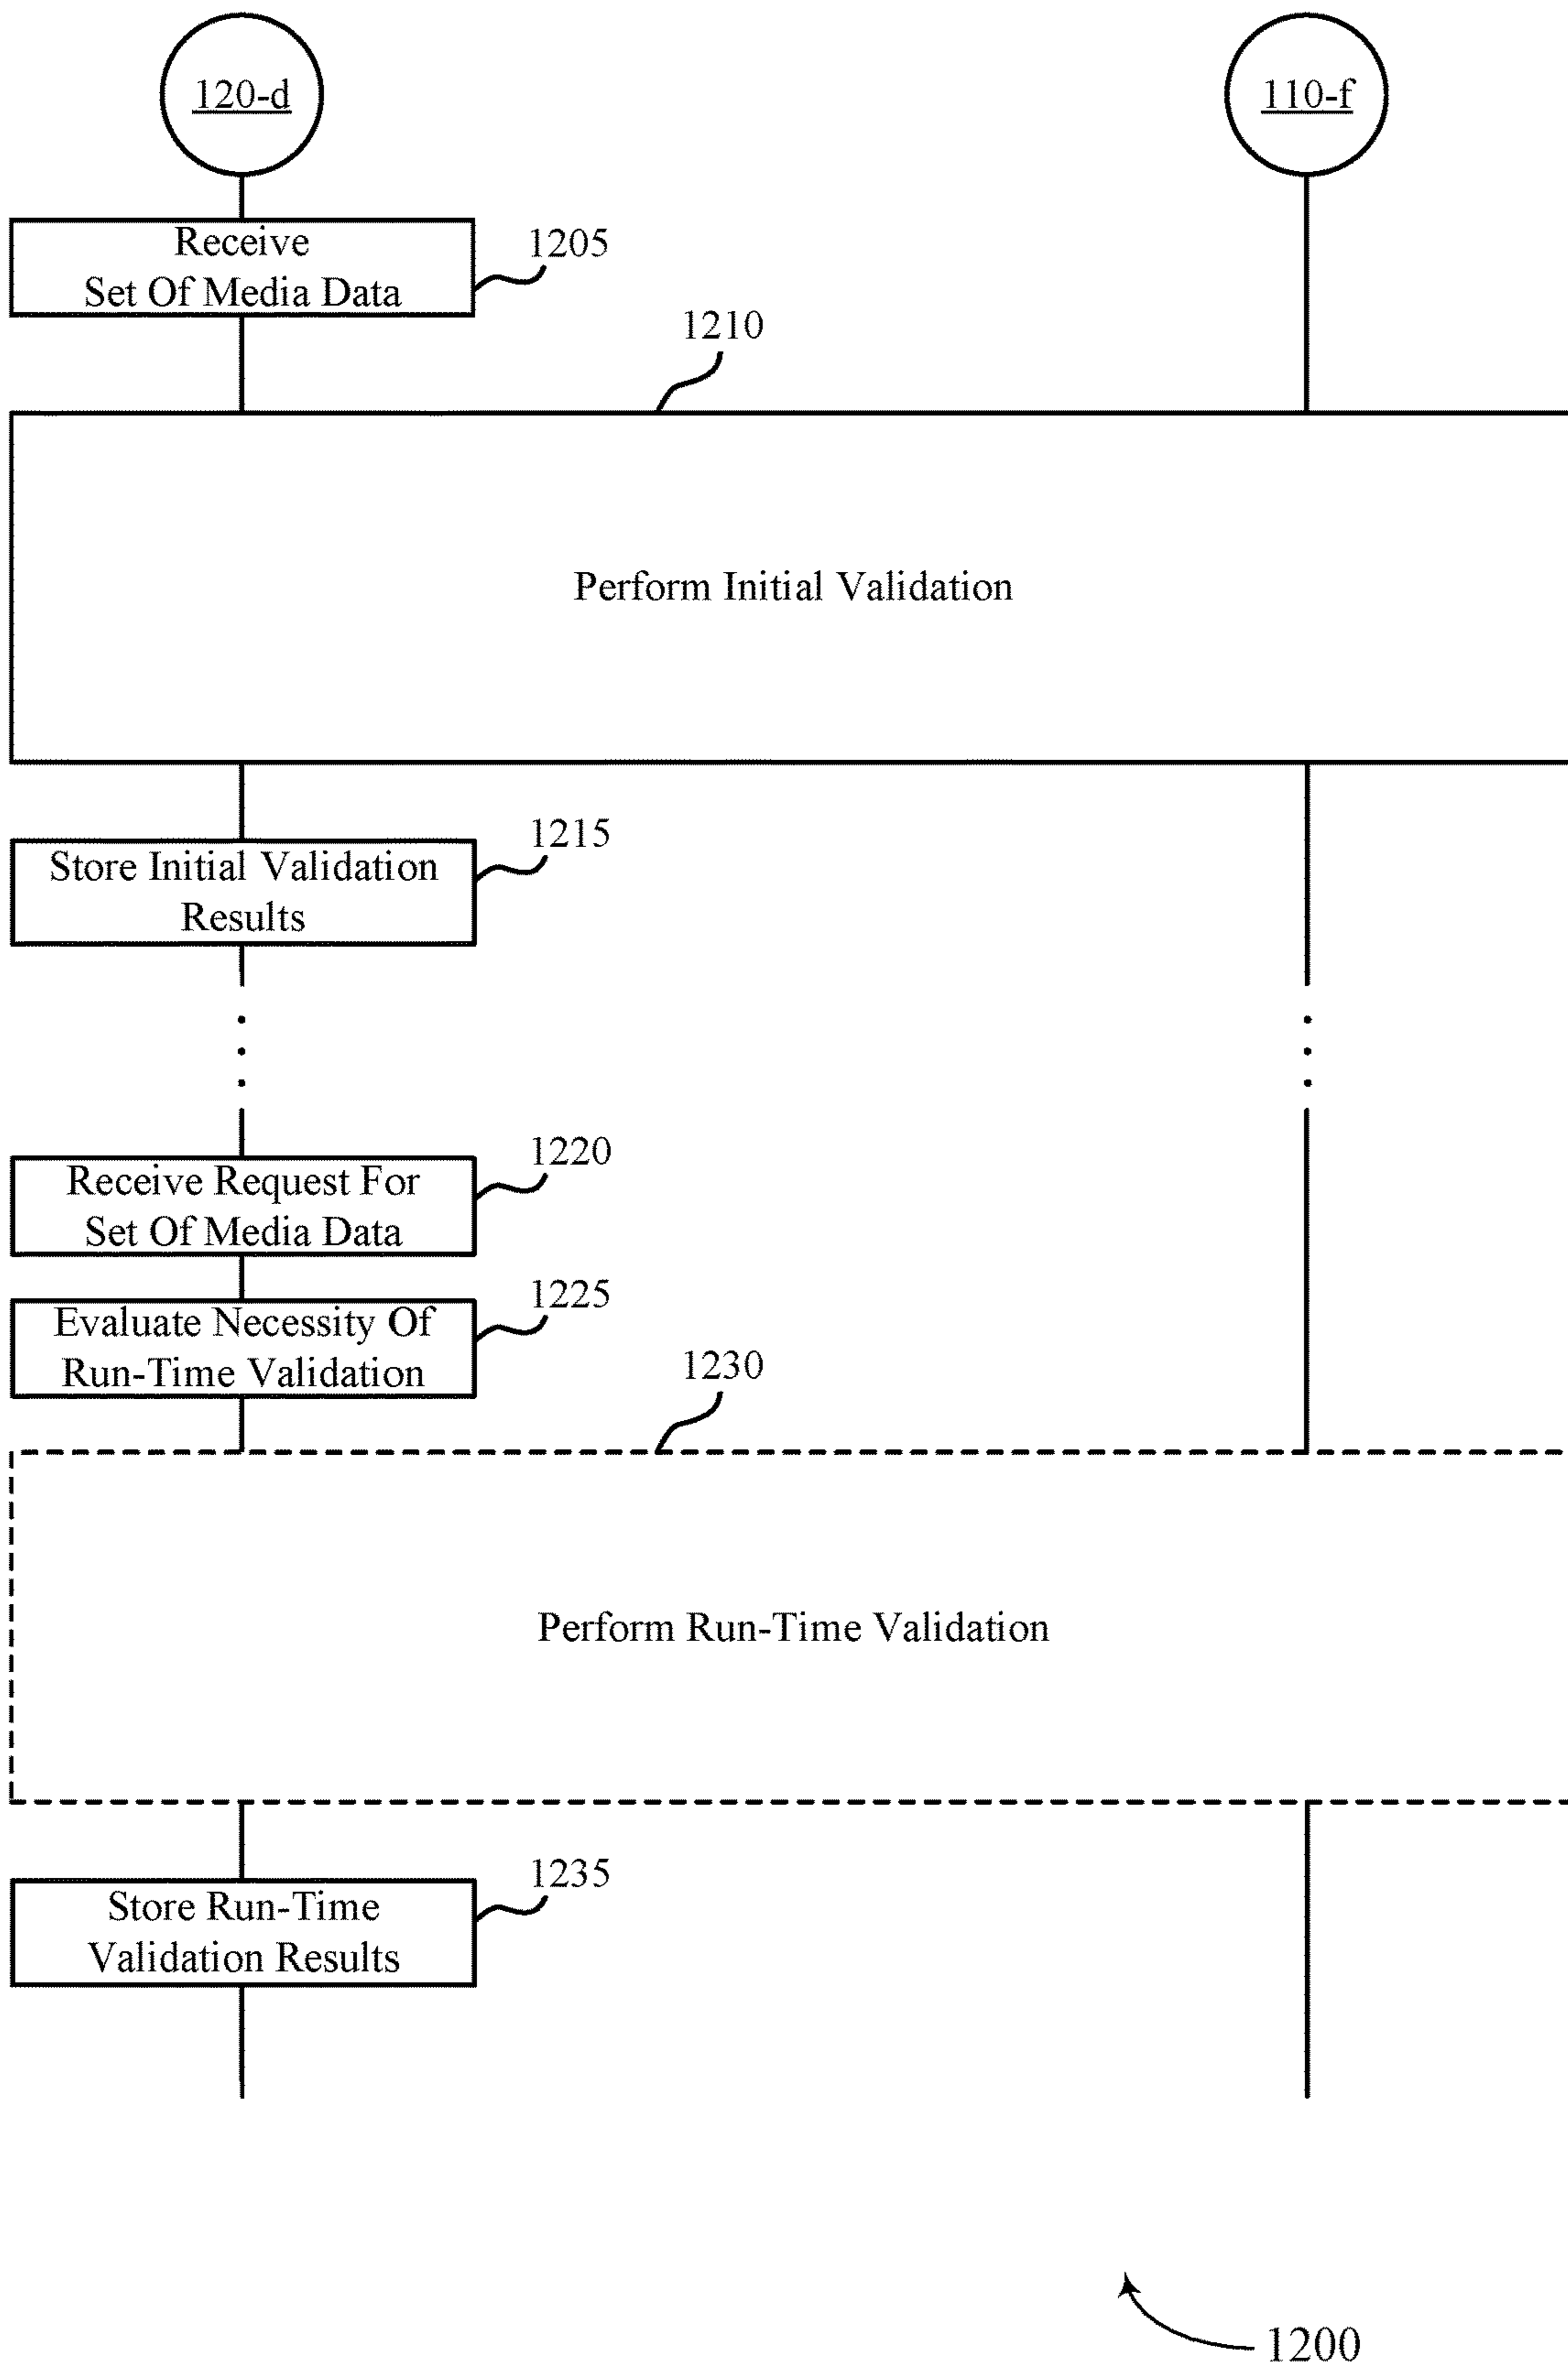 120-d
110-f
Receive
Set Of Media Data
1205
1210
Perform Initial Validation
1215
Store Initial Validation
Results
1220
Receive Request For
Set Of Media Data
1225
Evaluate Necessity Of
Run-Time Validation
1230
Perform Run-Time Validation
1235
Store Run-Time
Validation Results
1200